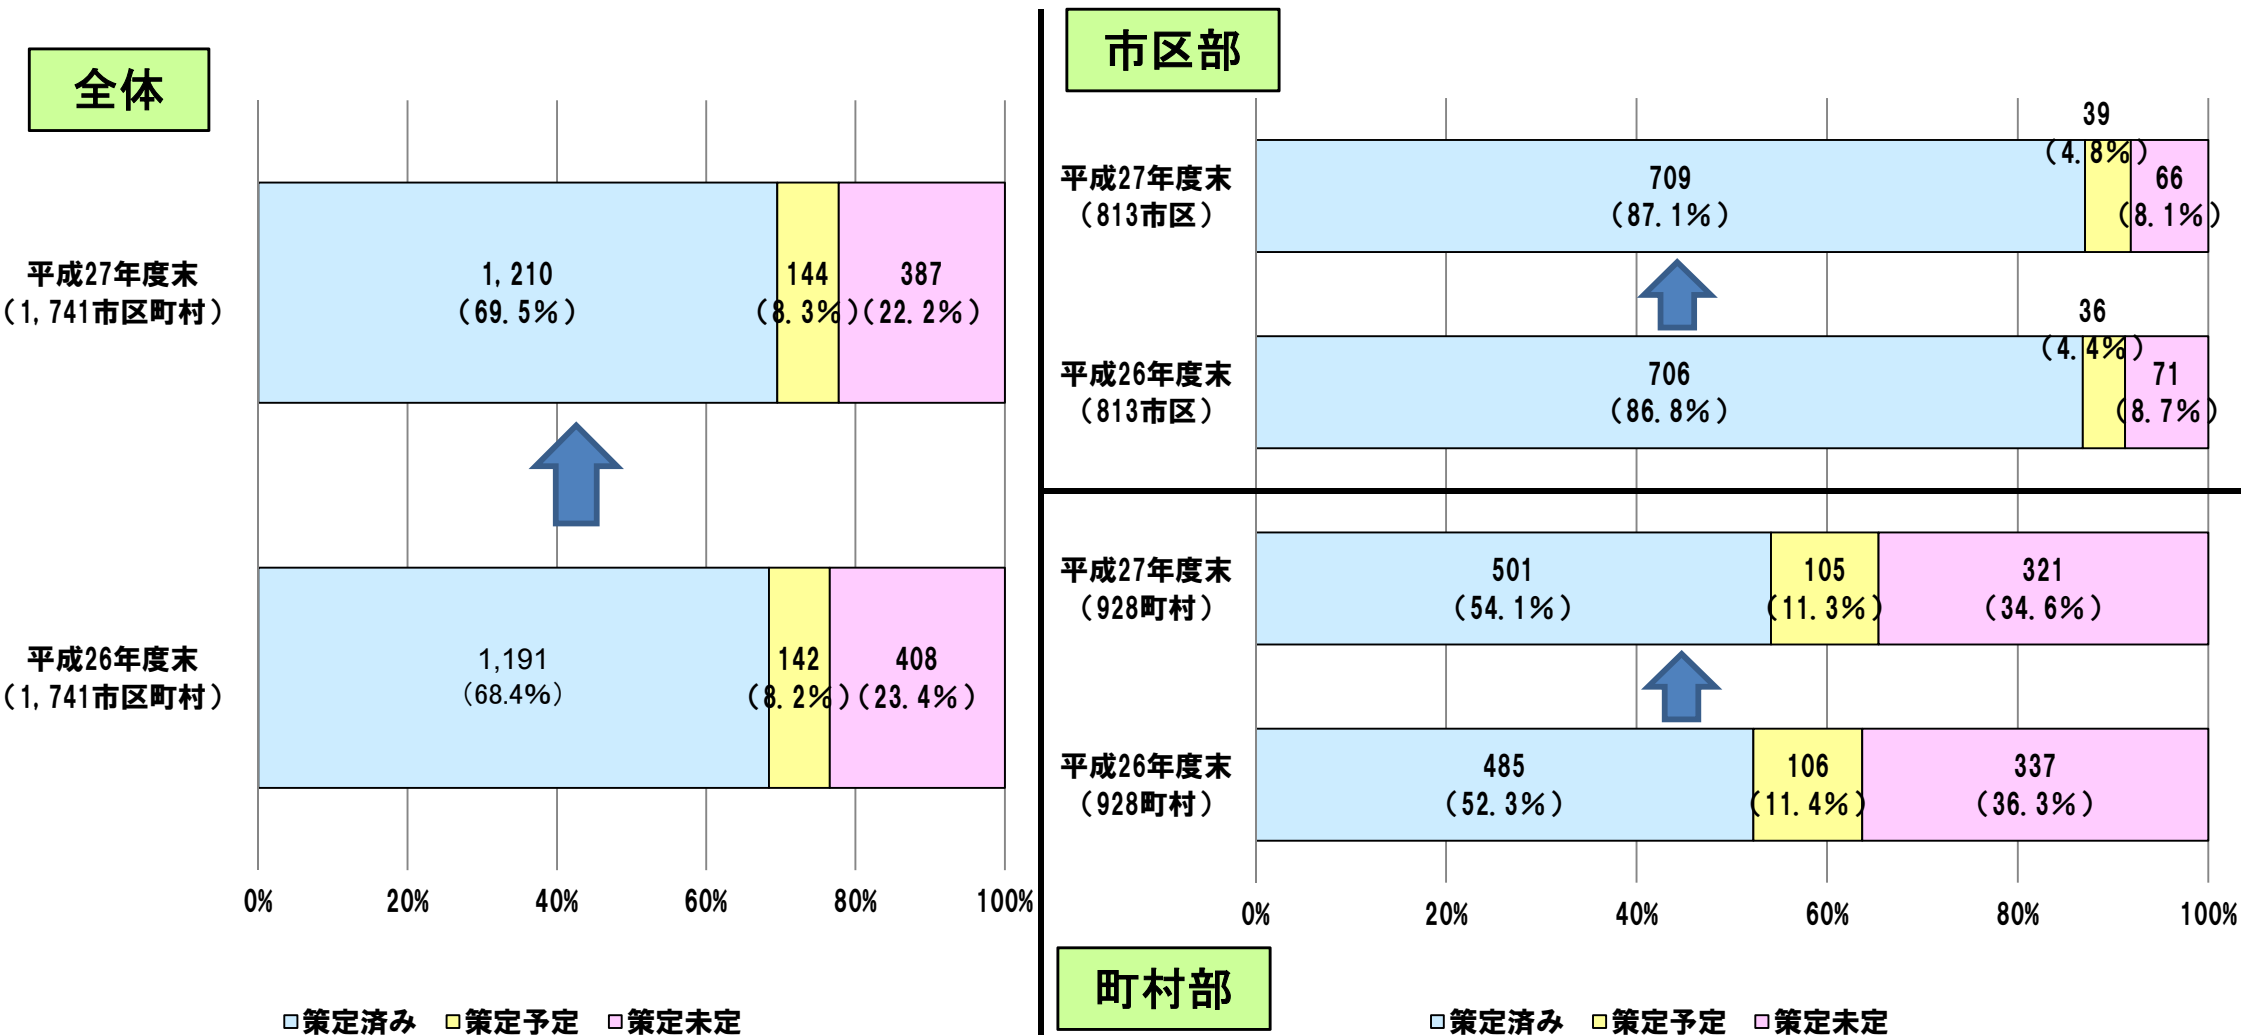 全体
平成27年度末
（1,741市区町村）
1,210
（69.5%）
144
（8.3%）
387
（22.2%）
平成26年度末
（1,741市区町村）
1,191
（68.4%）
142
（8.2%）
408
（23.4%）
0% 20% 40% 60% 80% 100%
■策定済み ■策定予定 ■策定未定
市区部
平成27年度末
（813市区）
709
（87.1%）
39
（4.8%）
66
（8.1%）
平成26年度末
（813市区）
706
（86.8%）
36
（4.4%）
71
（8.7%）
平成27年度末
（928町村）
501
（54.1%）
105
（11.3%）
321
（34.6%）
平成26年度末
（928町村）
485
（52.3%）
106
（11.4%）
337
（36.3%）
0% 20% 40% 60% 80% 100%
町村部
■策定済み ■策定予定 ■策定未定